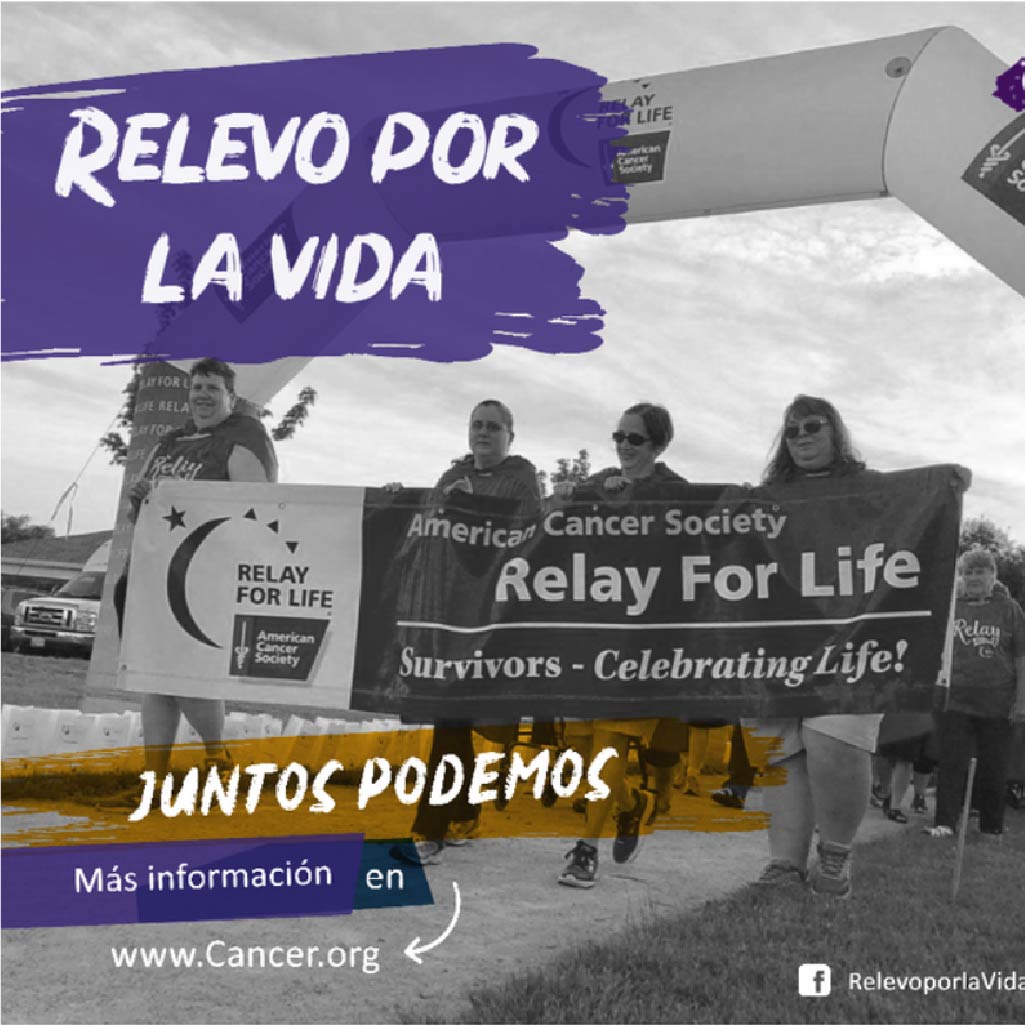 RELEVO POR
LA VIDA
RELAY
FOR LIFE
American
Cancer
Society
RELAY
FOR LIFE
American
Cancer
Society
American Cancer Society
Relay For Life
Survivors - Celebrating Life!
Relay
JUNTOS PODEMOS
Más información en
www.Cancer.org
f RelevoporlaVida